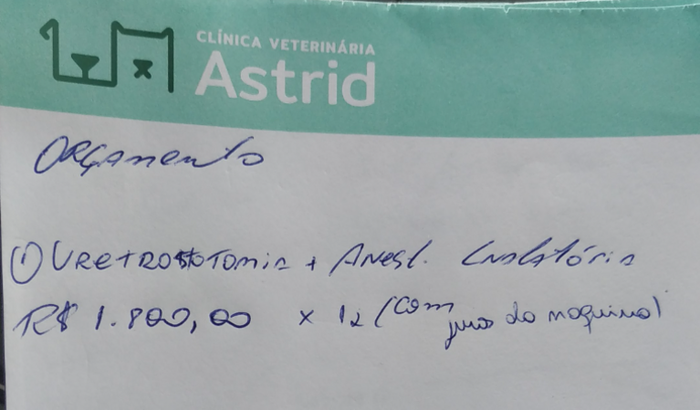 CLÍNICA VETERINÁRIA
Astrid
Orçamento
① Uretrostomia + Anest. Inalatória
R$ 1.800,00 x 12 (com juros da maquina)